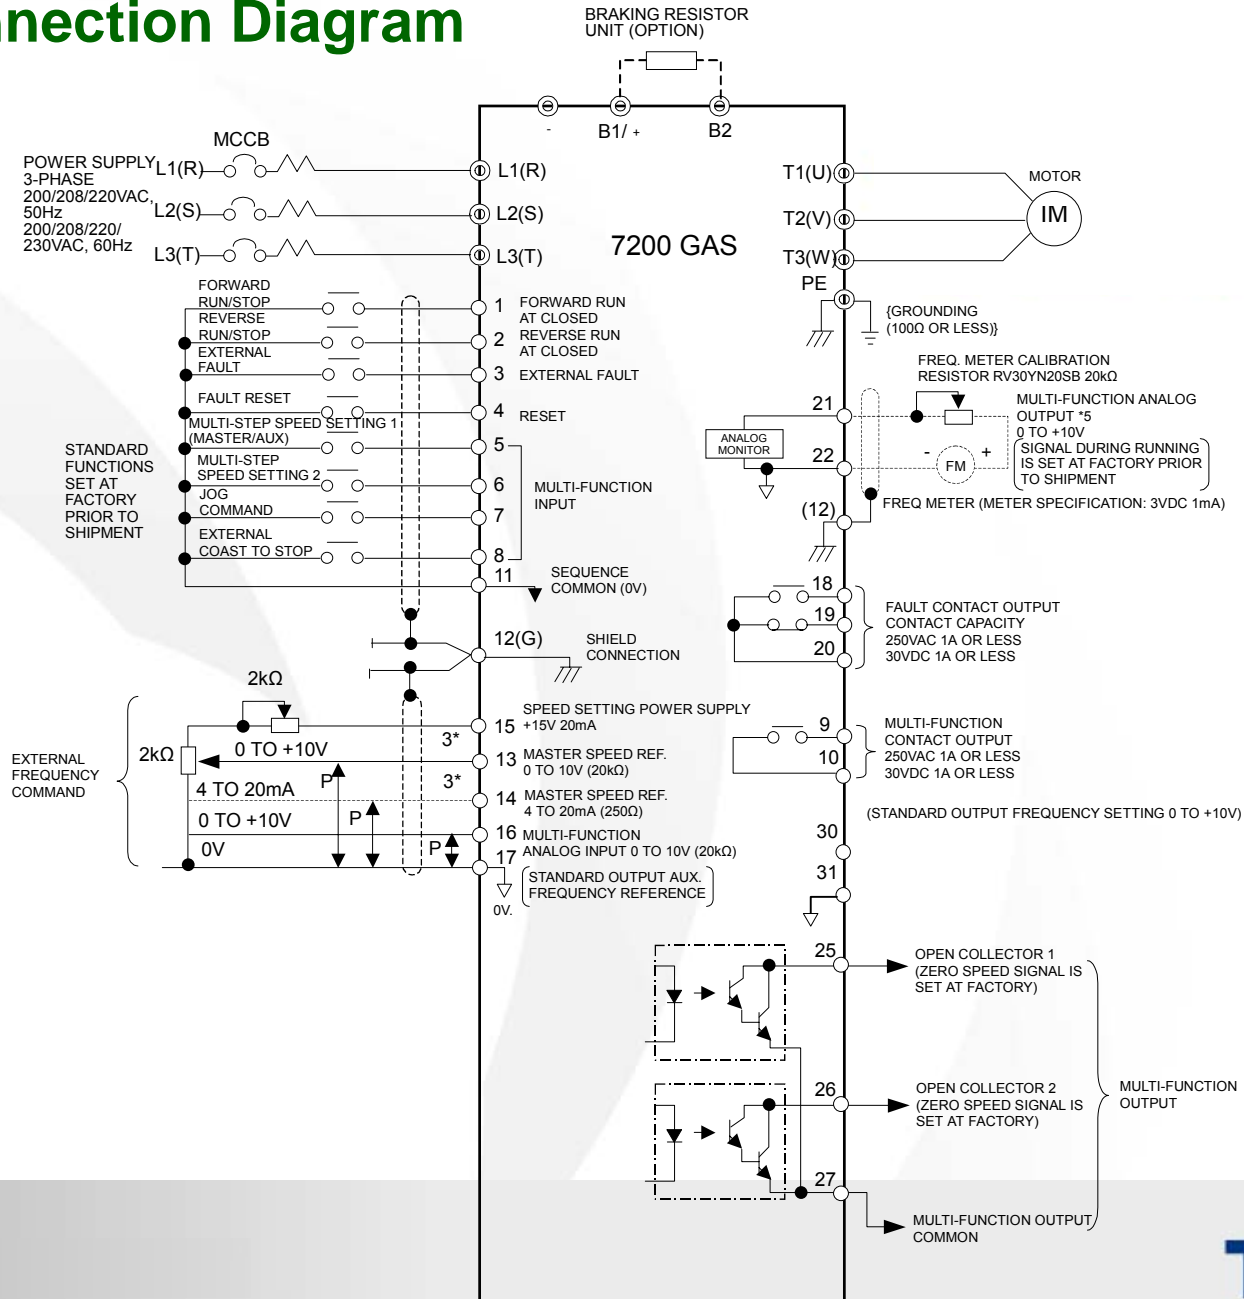 nnection Diagram
BRAKING RESISTOR
UNIT (OPTION)
-
B1/ +
B2
MCCB
POWER SUPPLY
3-PHASE
200/208/220VAC,
50Hz
200/208/220/
230VAC, 60Hz
L1(R)
L2(S)
L3(T)
L1(R)
L2(S)
L3(T)
7200 GAS
T1(U)
T2(V)
T3(W)
PE
MOTOR
IM
{GROUNDING
(100Ω OR LESS)}
FORWARD
RUN/STOP
REVERSE
RUN/STOP
EXTERNAL
FAULT
FAULT RESET
MULTI-STEP SPEED SETTING 1
(MASTER/AUX)
MULTI-STEP
SPEED SETTING 2
JOG
COMMAND
EXTERNAL
COAST TO STOP
STANDARD
FUNCTIONS
SET AT
FACTORY
PRIOR TO
SHIPMENT
1 FORWARD RUN
AT CLOSED
2 REVERSE RUN
AT CLOSED
3 EXTERNAL FAULT
4 RESET
5
6
7
8
MULTI-FUNCTION
INPUT
11
SEQUENCE
COMMON (0V)
12(G)
SHIELD
CONNECTION
2kΩ
2kΩ
EXTERNAL
FREQUENCY
COMMAND
0 TO +10V
4 TO 20mA
0 TO +10V
0V
P
P
P
3*
3*
15 SPEED SETTING POWER SUPPLY
+15V 20mA
13 MASTER SPEED REF.
0 TO 10V (20kΩ)
14 MASTER SPEED REF.
4 TO 20mA (250Ω)
16 MULTI-FUNCTION
ANALOG INPUT 0 TO 10V (20kΩ)
17
STANDARD OUTPUT AUX.
FREQUENCY REFERENCE
0V.
FREQ. METER CALIBRATION
RESISTOR RV30YN20SB 20kΩ
21
22
(12)
ANALOG
MONITOR
-
FM
+
MULTI-FUNCTION ANALOG
OUTPUT *5
0 TO +10V
SIGNAL DURING RUNNING
IS SET AT FACTORY PRIOR
TO SHIPMENT
FREQ METER (METER SPECIFICATION: 3VDC 1mA)
18
19
20
FAULT CONTACT OUTPUT
CONTACT CAPACITY
250VAC 1A OR LESS
30VDC 1A OR LESS
9
10
MULTI-FUNCTION
CONTACT OUTPUT
250VAC 1A OR LESS
30VDC 1A OR LESS
(STANDARD OUTPUT FREQUENCY SETTING 0 TO +10V)
30
31
25
OPEN COLLECTOR 1
(ZERO SPEED SIGNAL IS
SET AT FACTORY)
26
OPEN COLLECTOR 2
(ZERO SPEED SIGNAL IS
SET AT FACTORY)
MULTI-FUNCTION
OUTPUT
27
MULTI-FUNCTION OUTPUT
COMMON